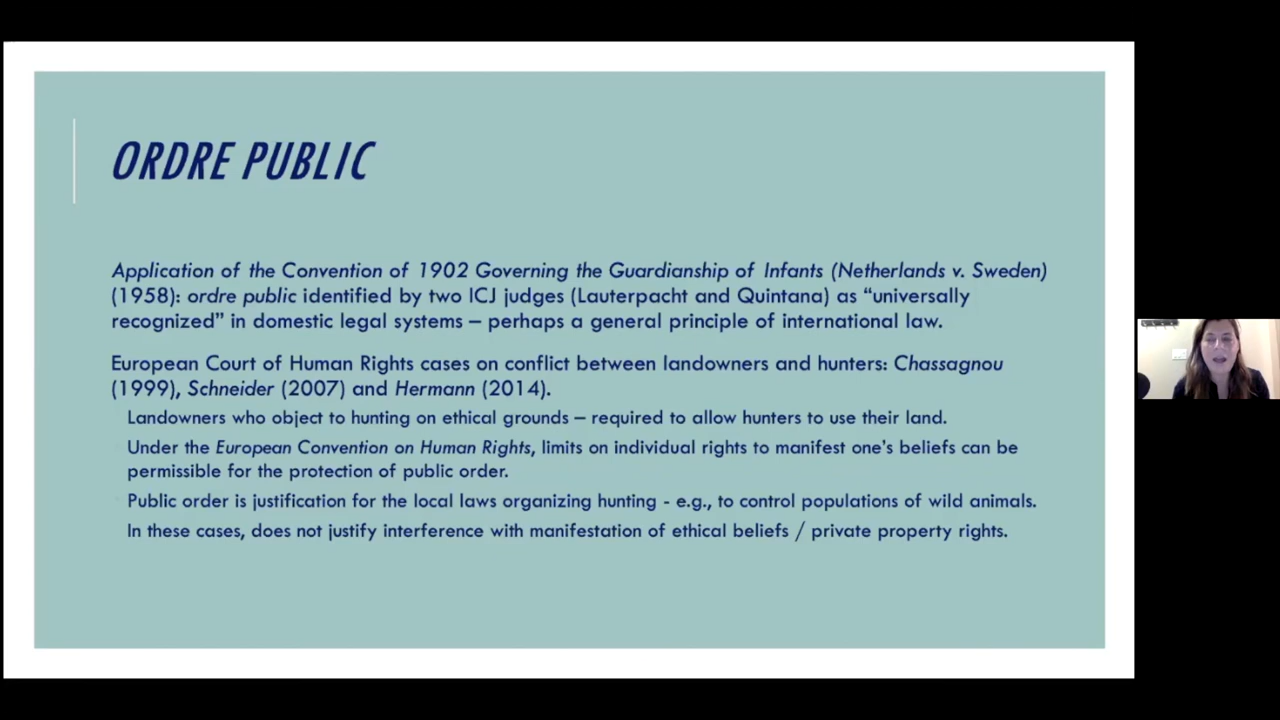 ORDRE PUBLIC
Application of the Convention of 1902 Governing the Guardianship of Infants (Netherlands v. Sweden)
(1958): ordre public identified by two ICJ judges (Lauterpacht and Quintana) as “universally
recognized” in domestic legal systems – perhaps a general principle of international law.
European Court of Human Rights cases on conflict between landowners and hunters: Chassagnou
(1999), Schneider (2007) and Hermann (2014).
Landowners who object to hunting on ethical grounds – required to allow hunters to use their land.
Under the European Convention on Human Rights, limits on individual rights to manifest one's beliefs can be
permissible for the protection of public order.
Public order is justification for the local laws organizing hunting - e.g., to control populations of wild animals.
In these cases, does not justify interference with manifestation of ethical beliefs / private property rights.